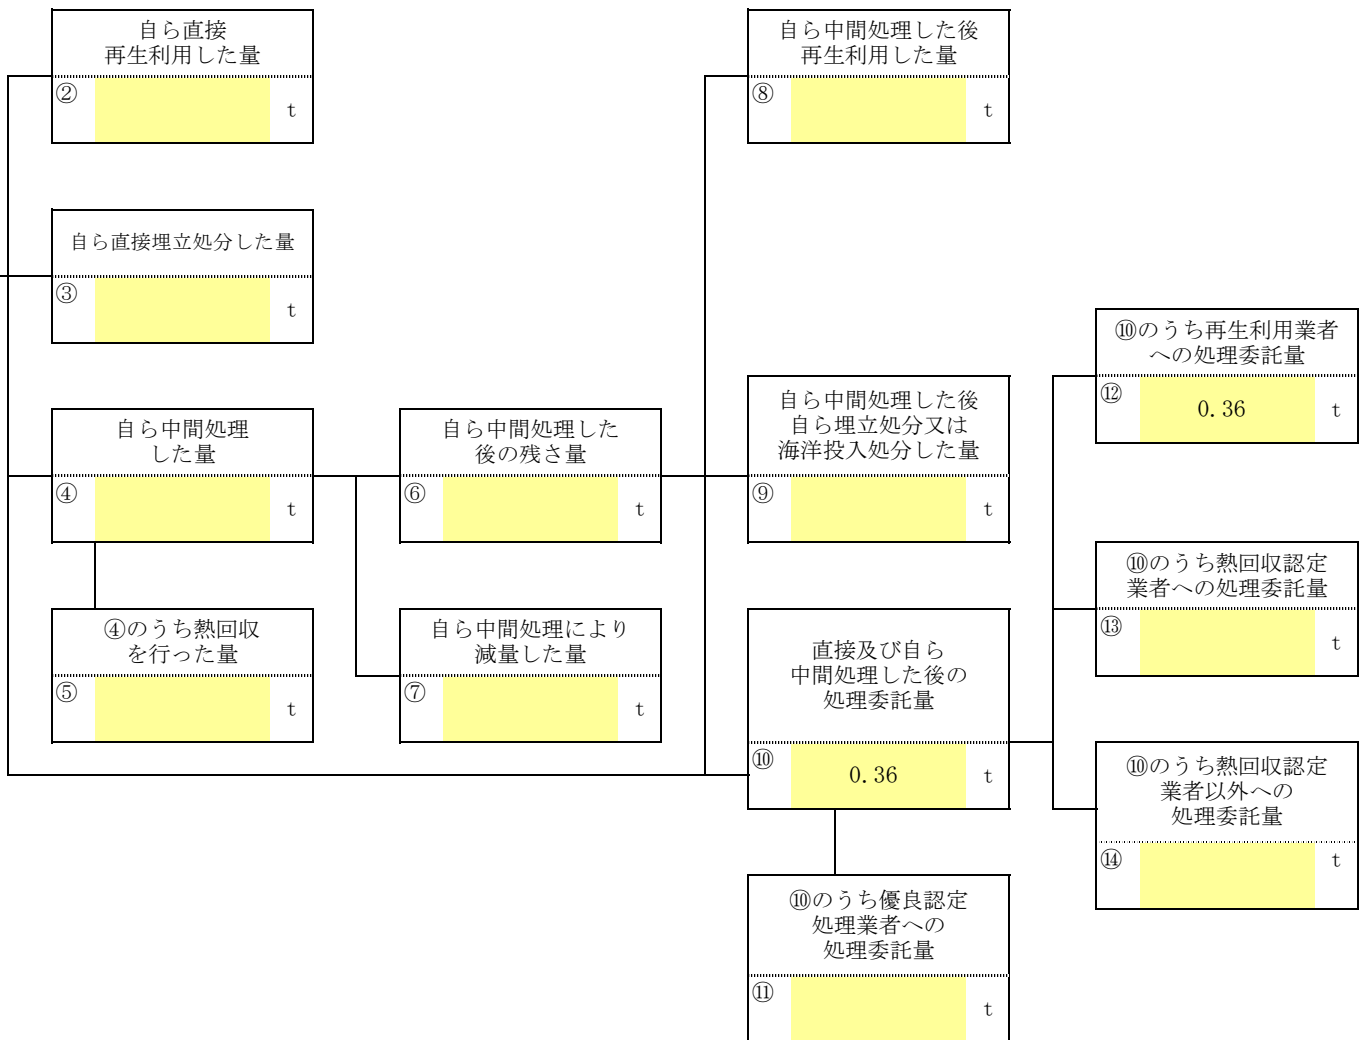 自ら直接
再生利用した量
②
t
自ら直接埋立処分した量
③
t
自ら中間処理
した量
④
t
④のうち熱回収
を行った量
⑤
t
自ら中間処理した
後の残さ量
⑥
t
自ら中間処理により
減量した量
⑦
t
自ら中間処理した後
再生利用した量
⑧
t
自ら中間処理した後
自ら埋立処分又は
海洋投入処分した量
⑨
t
直接及び自ら
中間処理した後の
処理委託量
⑩
0.36 t
⑩のうち優良認定
処理業者への
処理委託量
⑪
t
⑩のうち再生利用業者
への処理委託量
⑫
0.36 t
⑩のうち熱回収認定
業者への処理委託量
⑬
t
⑩のうち熱回収認定
業者以外への
処理委託量
⑭
t